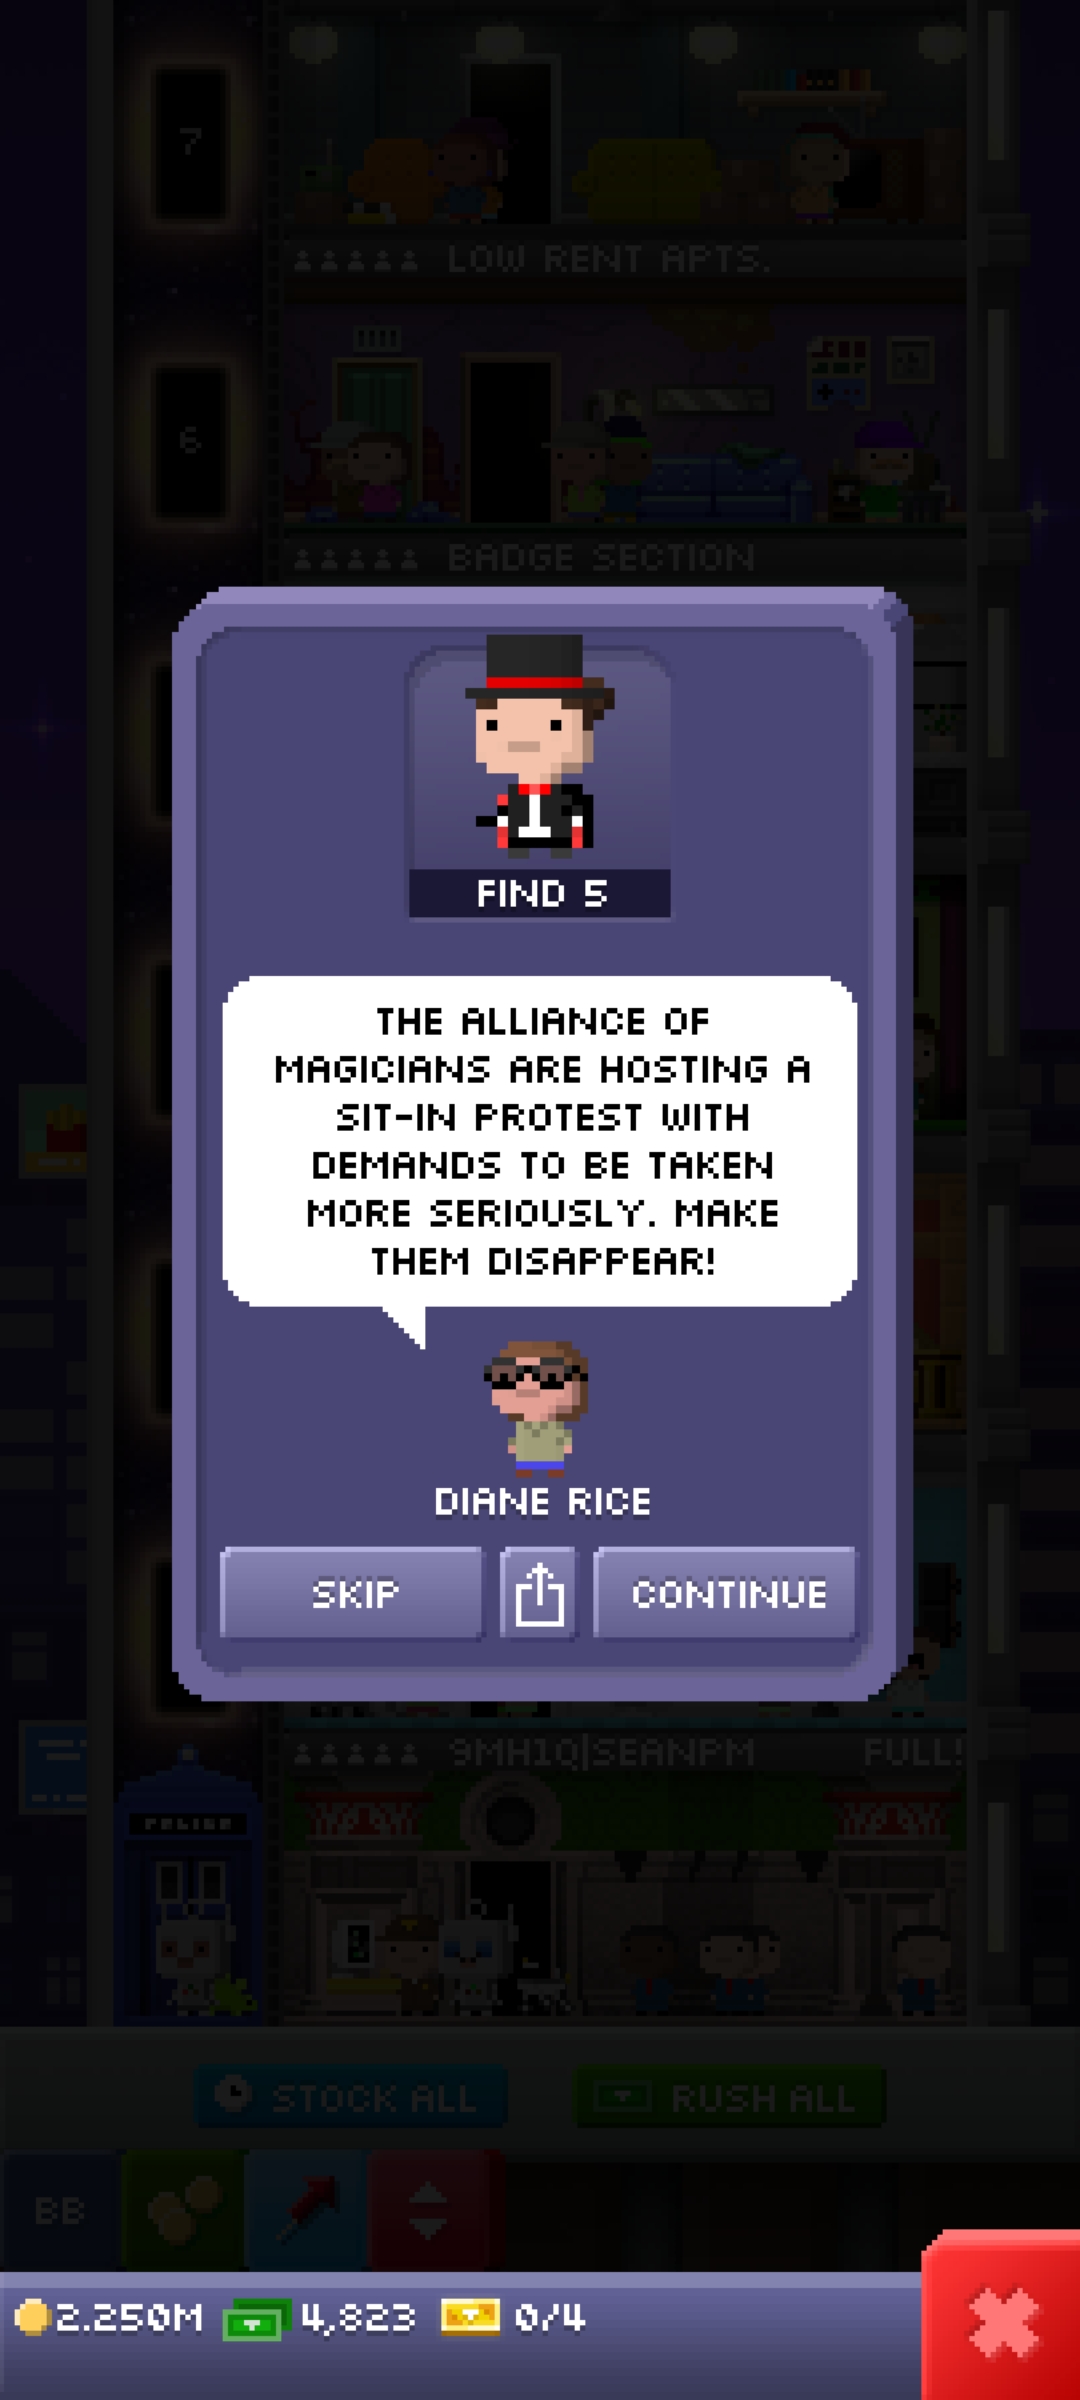 7
LOW RENT APTS.
6
BADGE SECTION
FIND 5
THE ALLIANCE OF
MAGICIANS ARE HOSTING A
SIT-IN PROTEST WITH
DEMANDS TO BE TAKEN
MORE SERIOUSLY. MAKE
THEM DISAPPEAR!
DIANE RICE
SKIP
CONTINUE
9MH1Q|SEANPM FULL!
POLICE
STOCK ALL
RUSH ALL
BB
2.250M 4,823 0/4